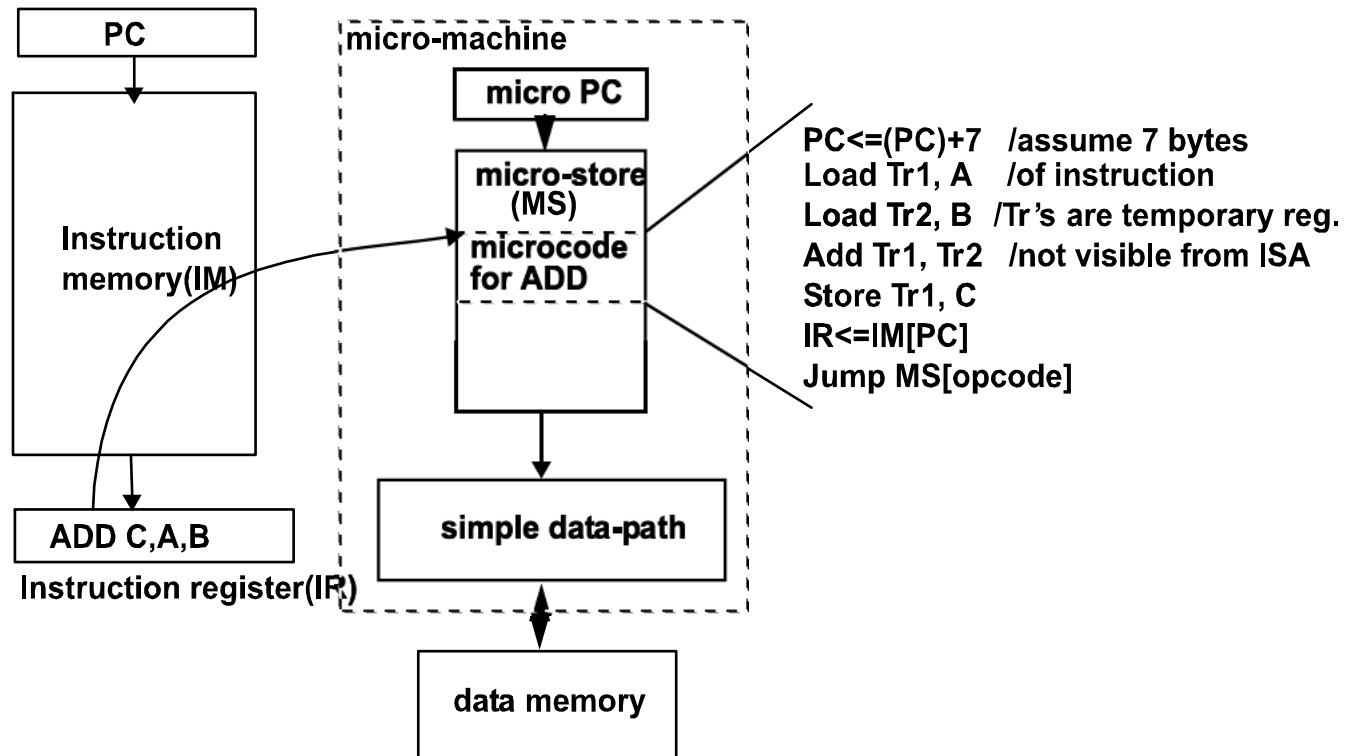 PC
Instruction
memory(IM)
ADD C,A,B
Instruction register(IR)
micro-machine
micro PC
micro-store
(MS)
microcode
for ADD
simple data-path
data memory
PC<=(PC)+7 /assume 7 bytes
Load Tr1, A /of instruction
Load Tr2, B /Tr's are temporary reg.
Add Tr1, Tr2 /not visible from ISA
Store Tr1, C
IR<=IM[PC]
Jump MS[opcode]